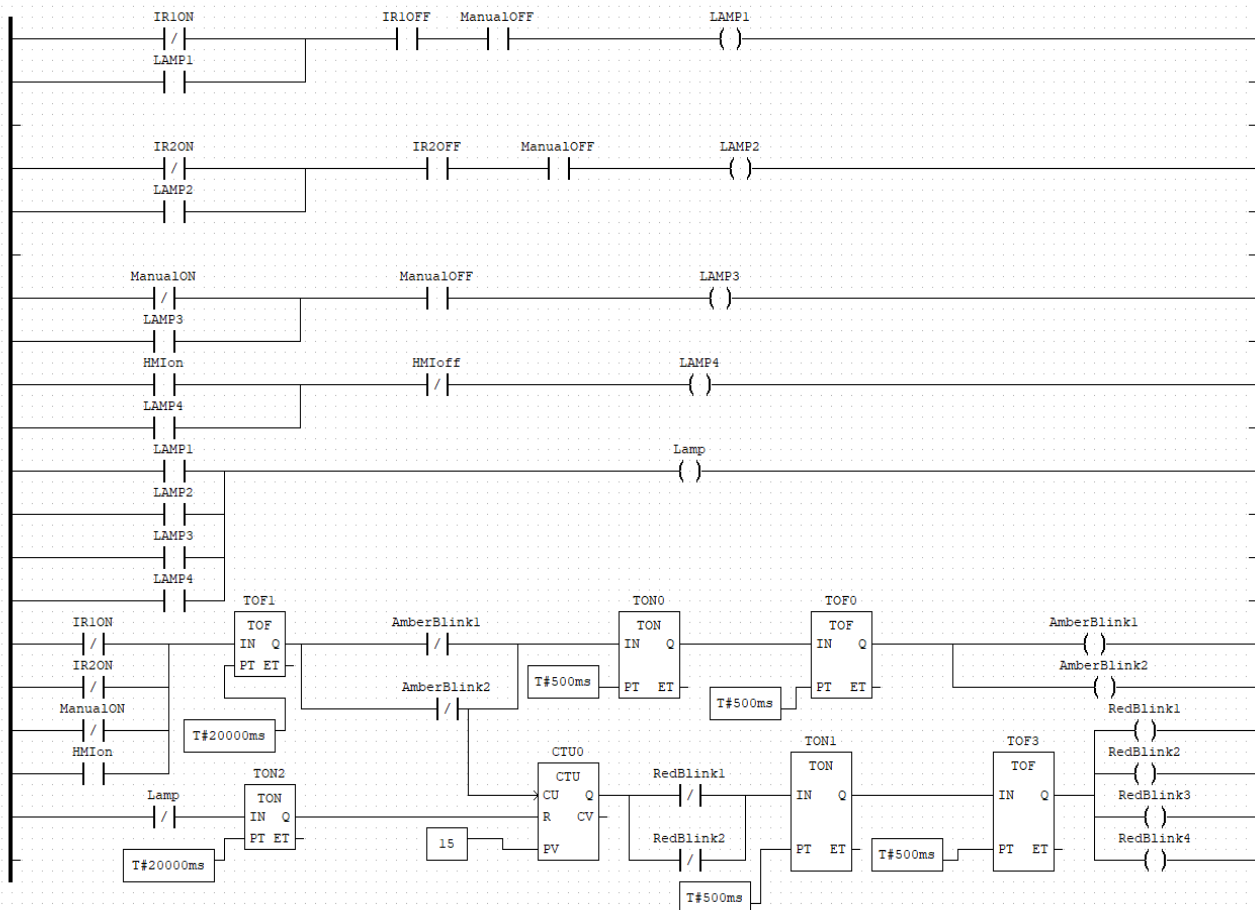 IR1ON IR1OFF ManualOFF LAMP1
/ ( )
LAMP1
IR2ON IR2OFF ManualOFF LAMP2
/ ( )
LAMP2
ManualON ManualOFF LAMP3
/ ( )
LAMP3
HMIon HMIoff LAMP4
/ ( )
LAMP4
LAMP1 Lamp
( )
LAMP2
LAMP3
LAMP4
TOF1 TON0 TOF0
IR1ON TOF AmberBlink1 TON TOF AmberBlink1
/ IN Q / IN Q IN Q ( )
IR2ON PT ET AmberBlink2 T#500ms PT ET T#500ms PT ET AmberBlink2
/ / ( )
ManualON T#20000ms RedBlink1
/ ( )
HMIon CTU0 TON1 TOF3 RedBlink2
TON2 CTU RedBlink1 TON TOF ( )
Lamp TON CU Q / IN Q IN Q RedBlink3
/ IN Q R CV ( )
PT ET 15 PV RedBlink2 PT ET T#500ms PT ET RedBlink4
T#20000ms / ( )
T#500ms